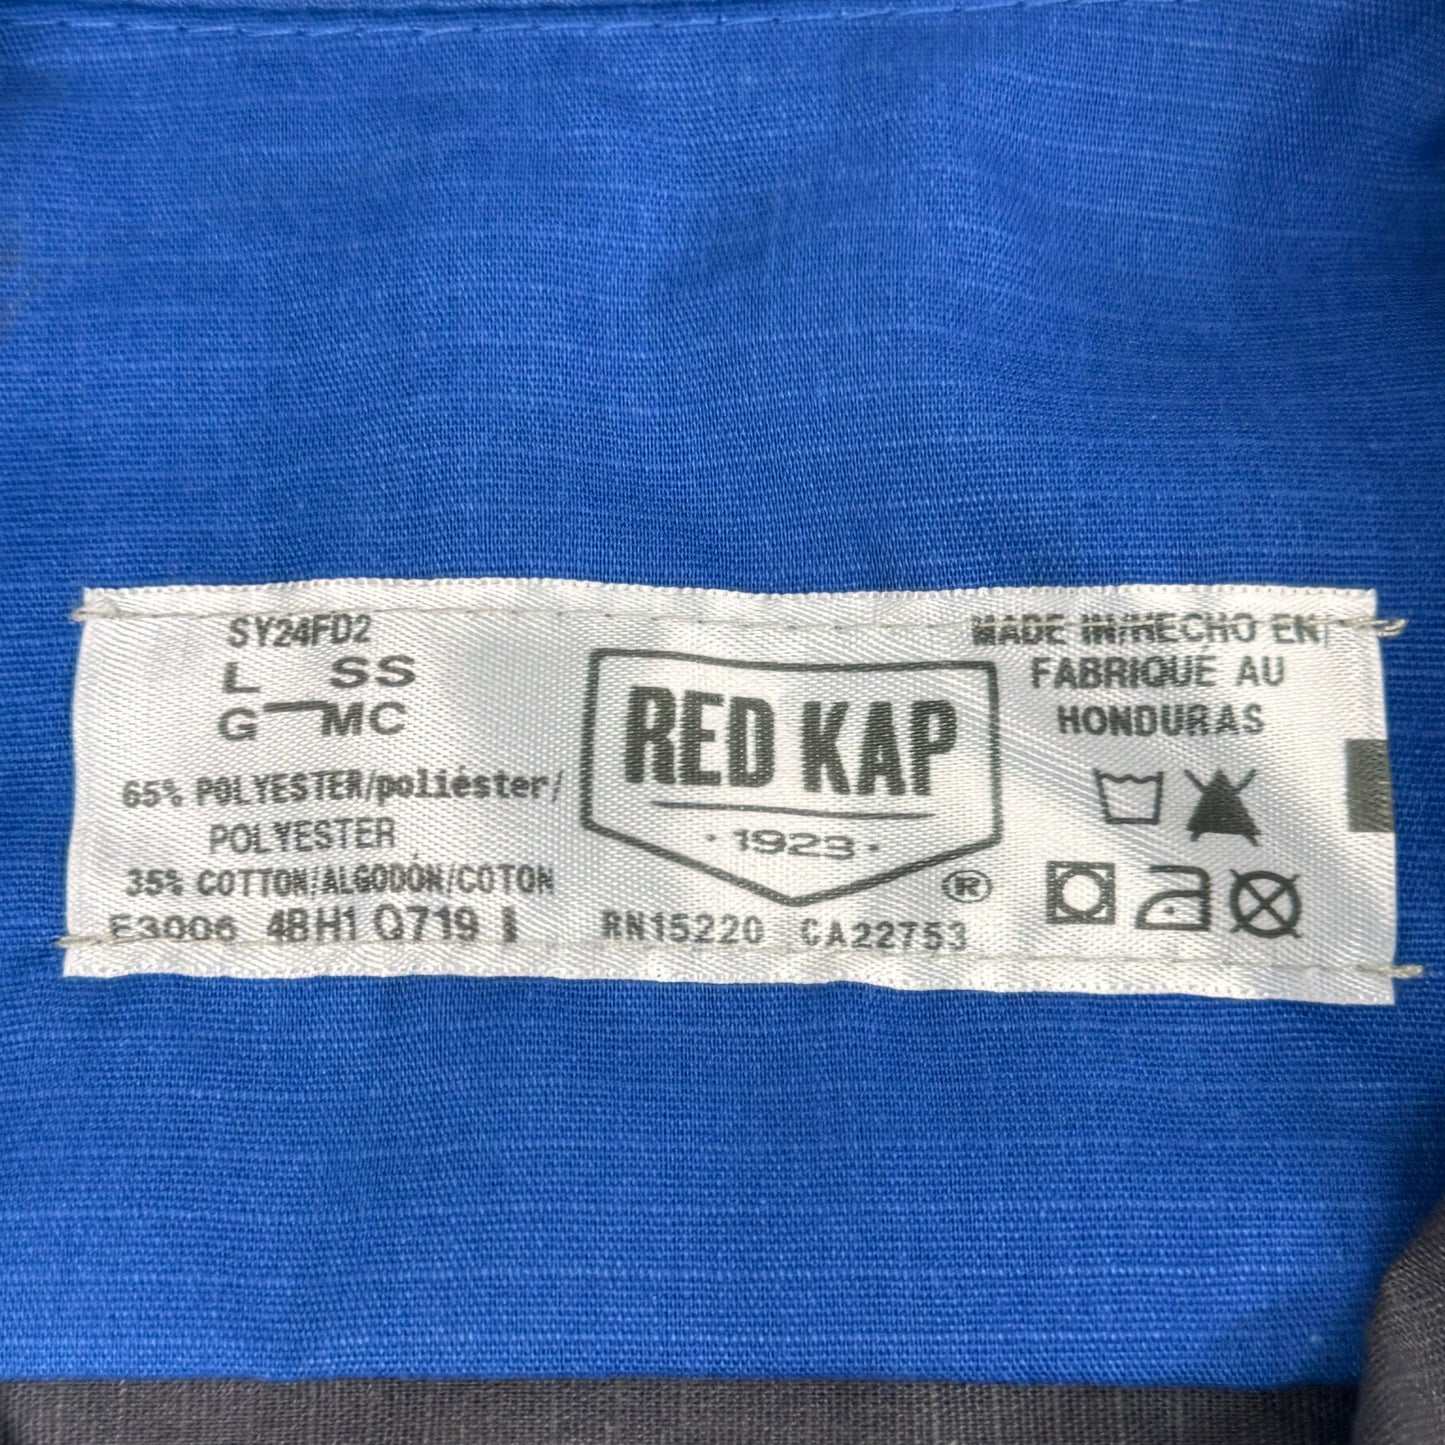 SY24FD2
L SS
G MC
65% POLYESTER/poliéster/
POLYESTER
35% COTTON/ALGODÓN/COTON
E3006 4BH1 Q719
RED KAP
· 1923 ·
®
RN15220 CA22753
MADE IN/HECHO EN/
FABRIQUÉ AU
HONDURAS